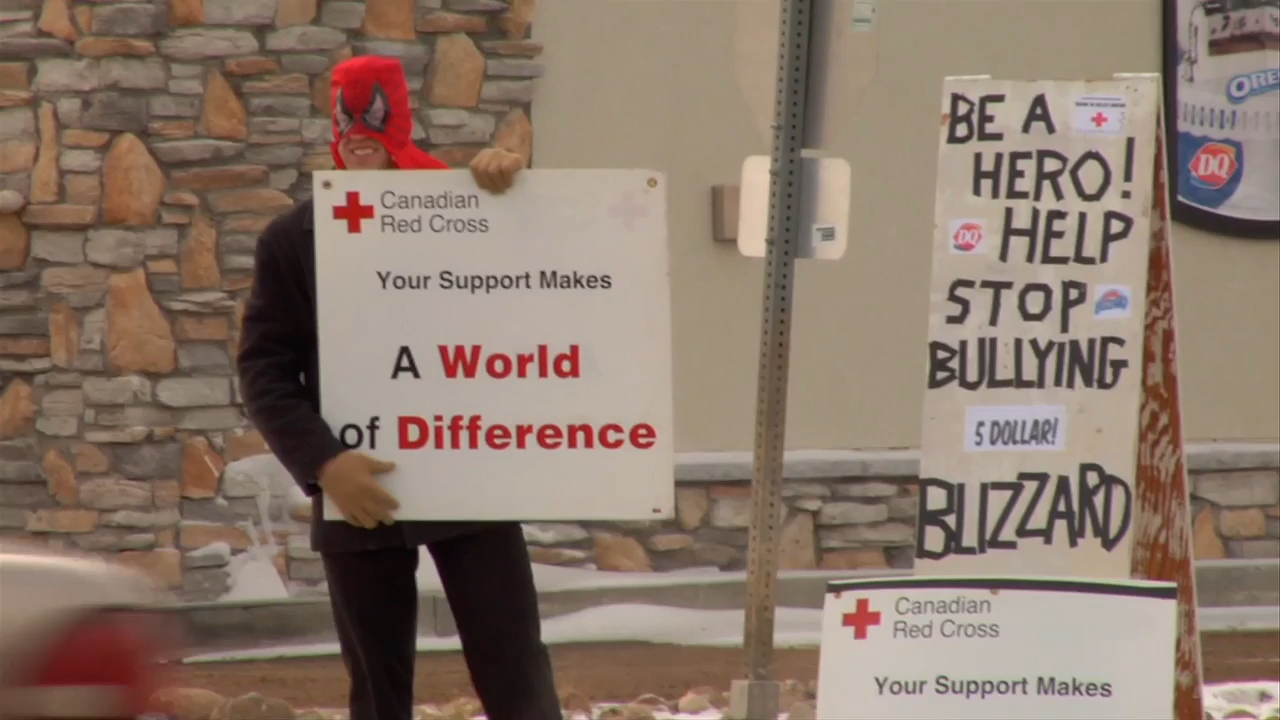 Canadian
Red Cross
Your Support Makes
A World
of Difference
BE A
HERO!
DQ
HELP
STOP
BULLYING
5 DOLLAR!
BLIZZARD
Canadian
Red Cross
Your Support Makes
ORE
DQ